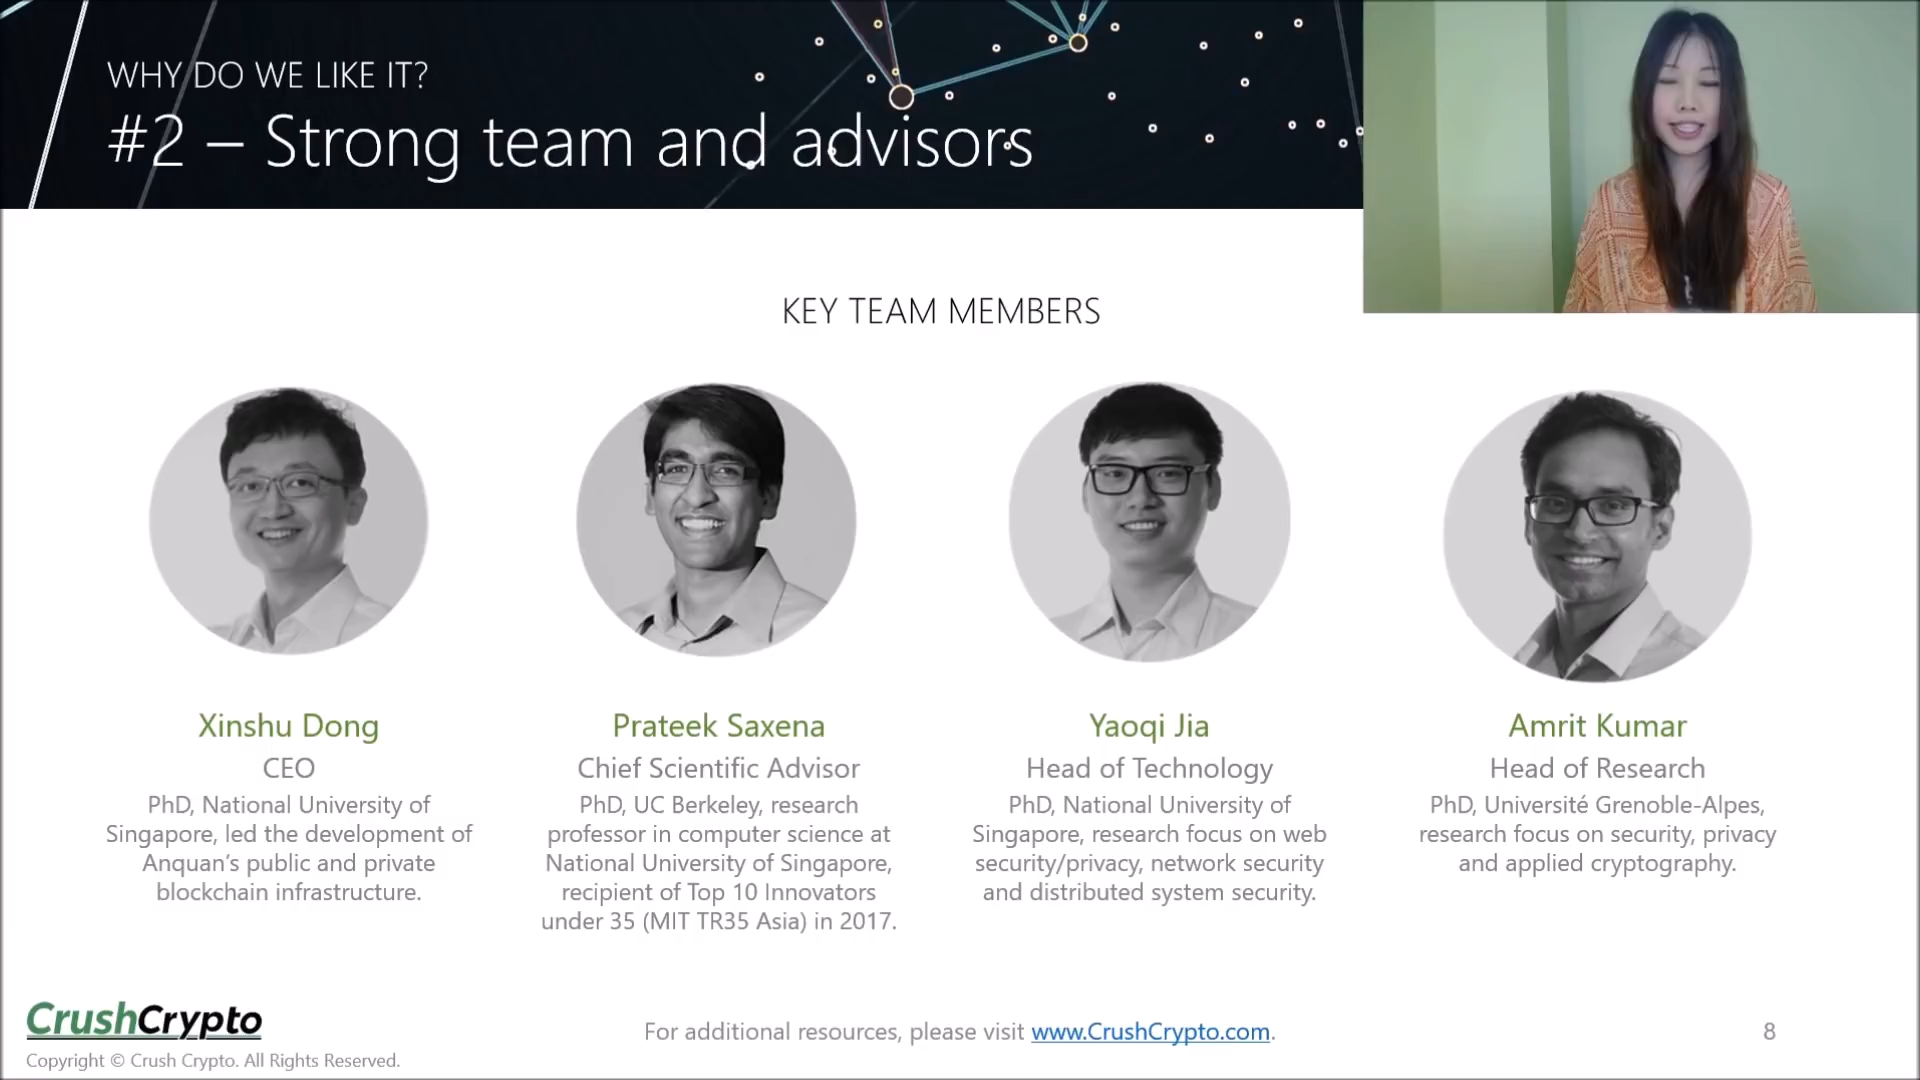 WHY DO WE LIKE IT?
#2 – Strong team and advisors
KEY TEAM MEMBERS
Xinshu Dong
CEO
PhD, National University of
Singapore, led the development of
Anquan's public and private
blockchain infrastructure.
Prateek Saxena
Chief Scientific Advisor
PhD, UC Berkeley, research
professor in computer science at
National University of Singapore,
recipient of Top 10 Innovators
under 35 (MIT TR35 Asia) in 2017.
Yaoqi Jia
Head of Technology
PhD, National University of
Singapore, research focus on web
security/privacy, network security
and distributed system security.
Amrit Kumar
Head of Research
PhD, Université Grenoble-Alpes,
research focus on security, privacy
and applied cryptography.
CrushCrypto
Copyright © Crush Crypto. All Rights Reserved.
For additional resources, please visit www.CrushCrypto.com.
8